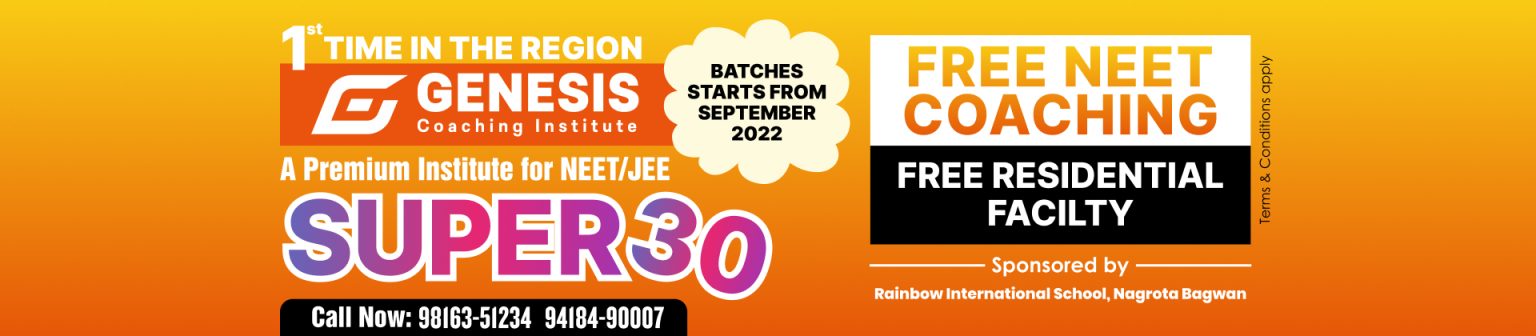 1st TIME IN THE REGION
GENESIS
Coaching Institute
A Premium Institute for NEET/JEE
SUPER 30
Call Now: 98163-51234 94184-90007
BATCHES
STARTS FROM
SEPTEMBER
2022
FREE NEET
COACHING
FREE RESIDENTIAL
FACILTY
Terms & Conditions apply
Sponsored by
Rainbow International School, Nagrota Bagwan